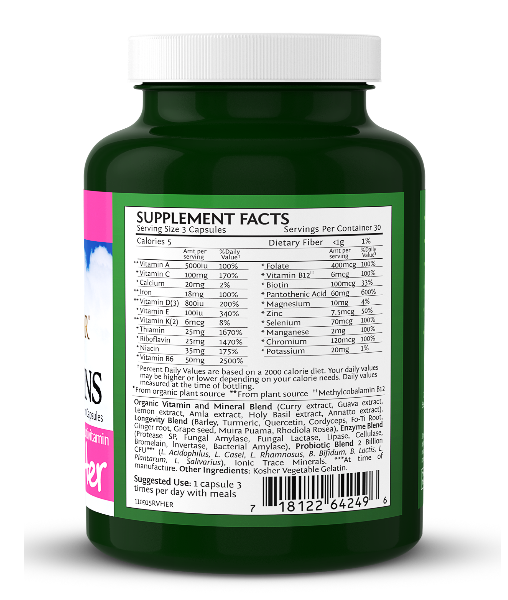 SUPPLEMENT FACTS
Serving Size 3 Capsules Servings Per Container 30
Calories 5 Dietary Fiber <1g 1%
Amt per serving %Daily Value† Amt per serving %Daily Value†
**Vitamin A 5000iu 100% *Folate 400mcg 100%
*Vitamin C 100mg 170% *Vitamin B12†† 6mcg 100%
*Calcium 20mg 2% *Biotin 100mcg 33%
**Iron 18mg 100% *Pantothenic Acid 60mg 600%
**Vitamin D(3) 800iu 200% *Magnesium 10mg 4%
*Vitamin E 100iu 340% *Zinc 7.5mcg 50%
**Vitamin K(2) 6mcg 8% *Selenium 70mcg 100%
*Thiamin 25mg 1670% *Manganese 2mg 100%
*Riboflavin 25mg 1470% *Chromium 120mcg 100%
*Niacin 35mg 175% *Potassium 20mg 1%
**Vitamin B6 50mg 2500%
†Percent Daily Values are based on a 2000 calorie diet. Your daily values
may be higher or lower depending on your calorie needs. Daily values
measured at the time of bottling.
*From organic plant source **From plant source ††Methylcobalamin B12
Organic Vitamin and Mineral Blend (Curry extract, Guava extract,
Lemon extract, Amla extract, Holy Basil extract, Annatto extract).
Longevity Blend (Barley, Turmeric, Quercetin, Cordyceps, Fo-Ti Root,
Ginger root, Grape seed, Muira Puama, Rhodiola Rosea). Enzyme Blend
(Protease SP, Fungal Amylase, Fungal Lactase, Lipase, Cellulase,
Bromelain, Invertase, Bacterial Amylase). Probiotic Blend 2 Billion
CFU*** (L. Acidophilus, L. Casei, L. Rhamnosus, B. Bifidum, B. Lactis, L.
Plantarum, L. Salivarius). Ionic Trace Minerals. ***At time of
manufacture. Other Ingredients: Kosher Vegetable Gelatin.
Suggested Use: 1 capsule 3
times per day with meals
7 18122 64249 6
NS
Capsules
vitamin
Her